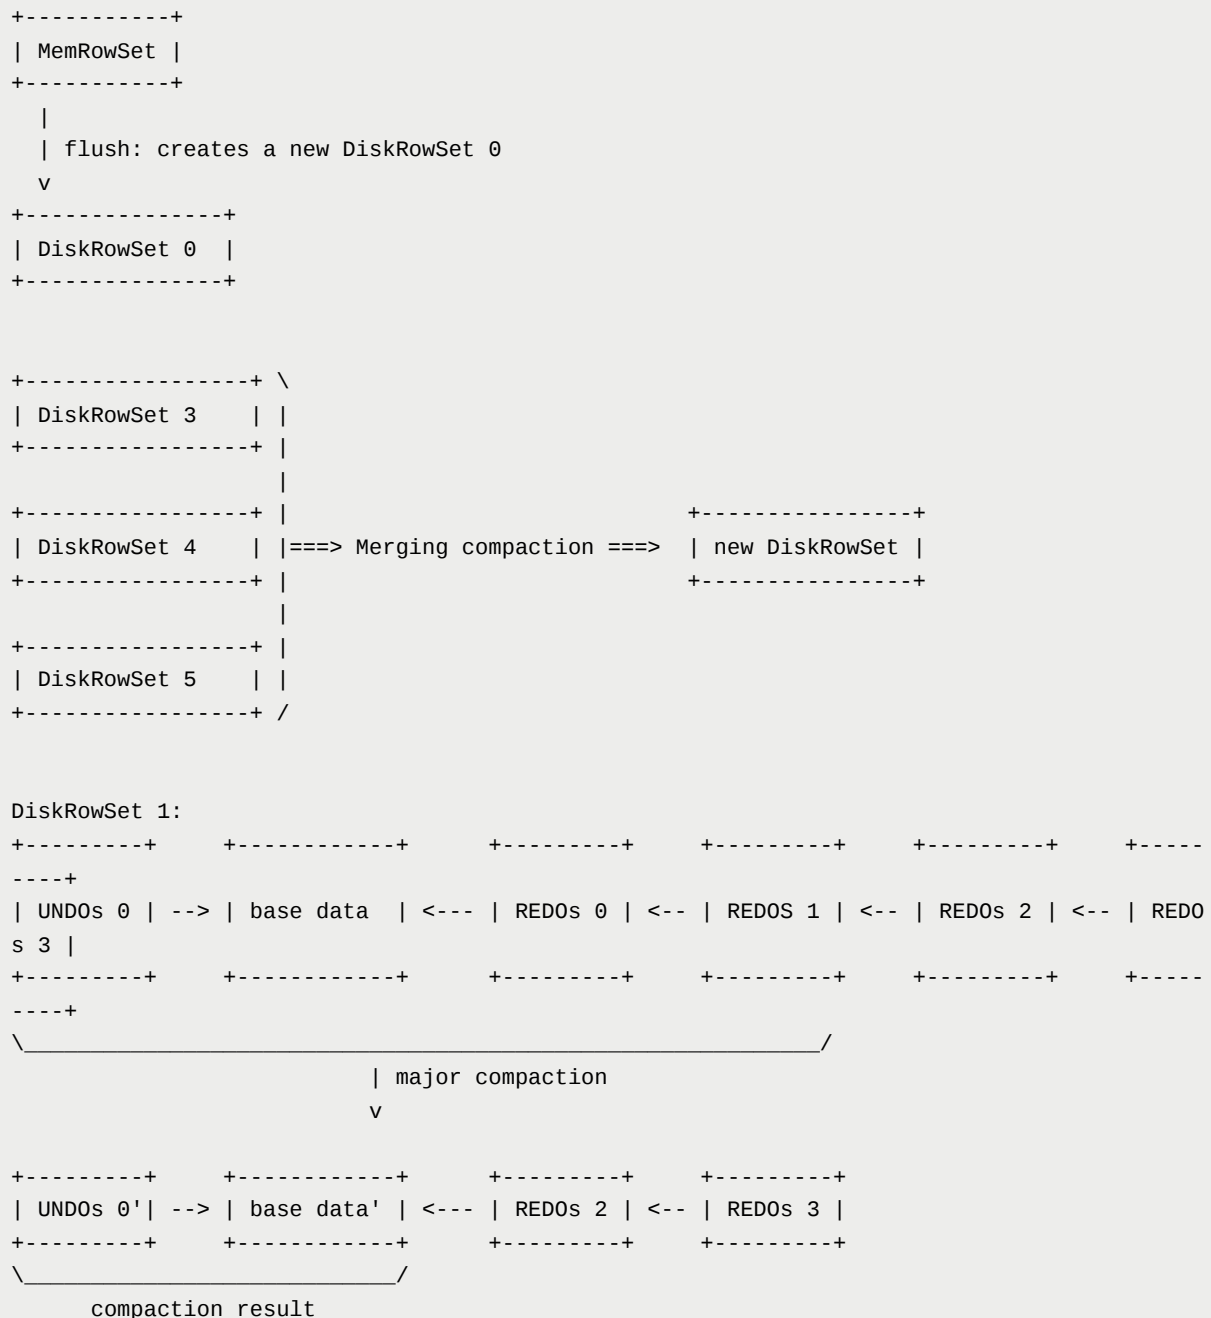 +-----------+
| MemRowSet |
+-----------+
  |
  | flush: creates a new DiskRowSet 0
  v
+---------------+
| DiskRowSet 0  |
+---------------+

+-----------------+ \
| DiskRowSet 3    | |
+-----------------+ |
                    |
+-----------------+ |                              +----------------+
| DiskRowSet 4    | |===> Merging compaction ===>  | new DiskRowSet |
+-----------------+ |                              +----------------+
                    |
+-----------------+ |
| DiskRowSet 5    | |
+-----------------+ /

DiskRowSet 1:
+---------+     +------------+      +---------+     +---------+     +---------+     +-----
----+
| UNDOs 0 | --> | base data  | <--- | REDOs 0 | <-- | REDOS 1 | <-- | REDOs 2 | <-- | REDO
s 3 |
+---------+     +------------+      +---------+     +---------+     +---------+     +-----
----+
\____________________________________________________________/
                           | major compaction
                           v

+---------+     +------------+      +---------+     +---------+
| UNDOs 0'| --> | base data' | <--- | REDOs 2 | <-- | REDOs 3 |
+---------+     +------------+      +---------+     +---------+
\____________________________/
      compaction result